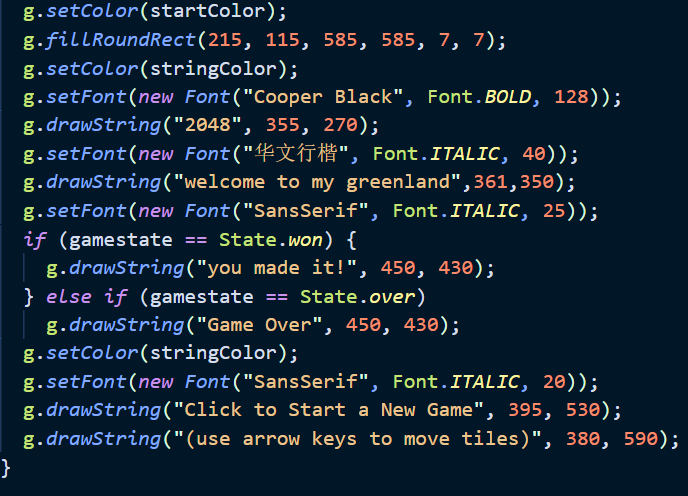 g.setColor(startColor);
g.fillRoundRect(215, 115, 585, 585, 7, 7);
g.setColor(stringColor);
g.setFont(new Font("Cooper Black", Font.BOLD, 128));
g.drawString("2048", 355, 270);
g.setFont(new Font("华文行楷", Font.ITALIC, 40));
g.drawString("welcome to my greenland",361,350);
g.setFont(new Font("SansSerif", Font.ITALIC, 25));
if (gamestate == State.won) {
g.drawString("you made it!", 450, 430);
} else if (gamestate == State.over)
g.drawString("Game Over", 450, 430);
g.setColor(stringColor);
g.setFont(new Font("SansSerif", Font.ITALIC, 20));
g.drawString("Click to Start a New Game", 395, 530);
g.drawString("(use arrow keys to move tiles)", 380, 590);
}